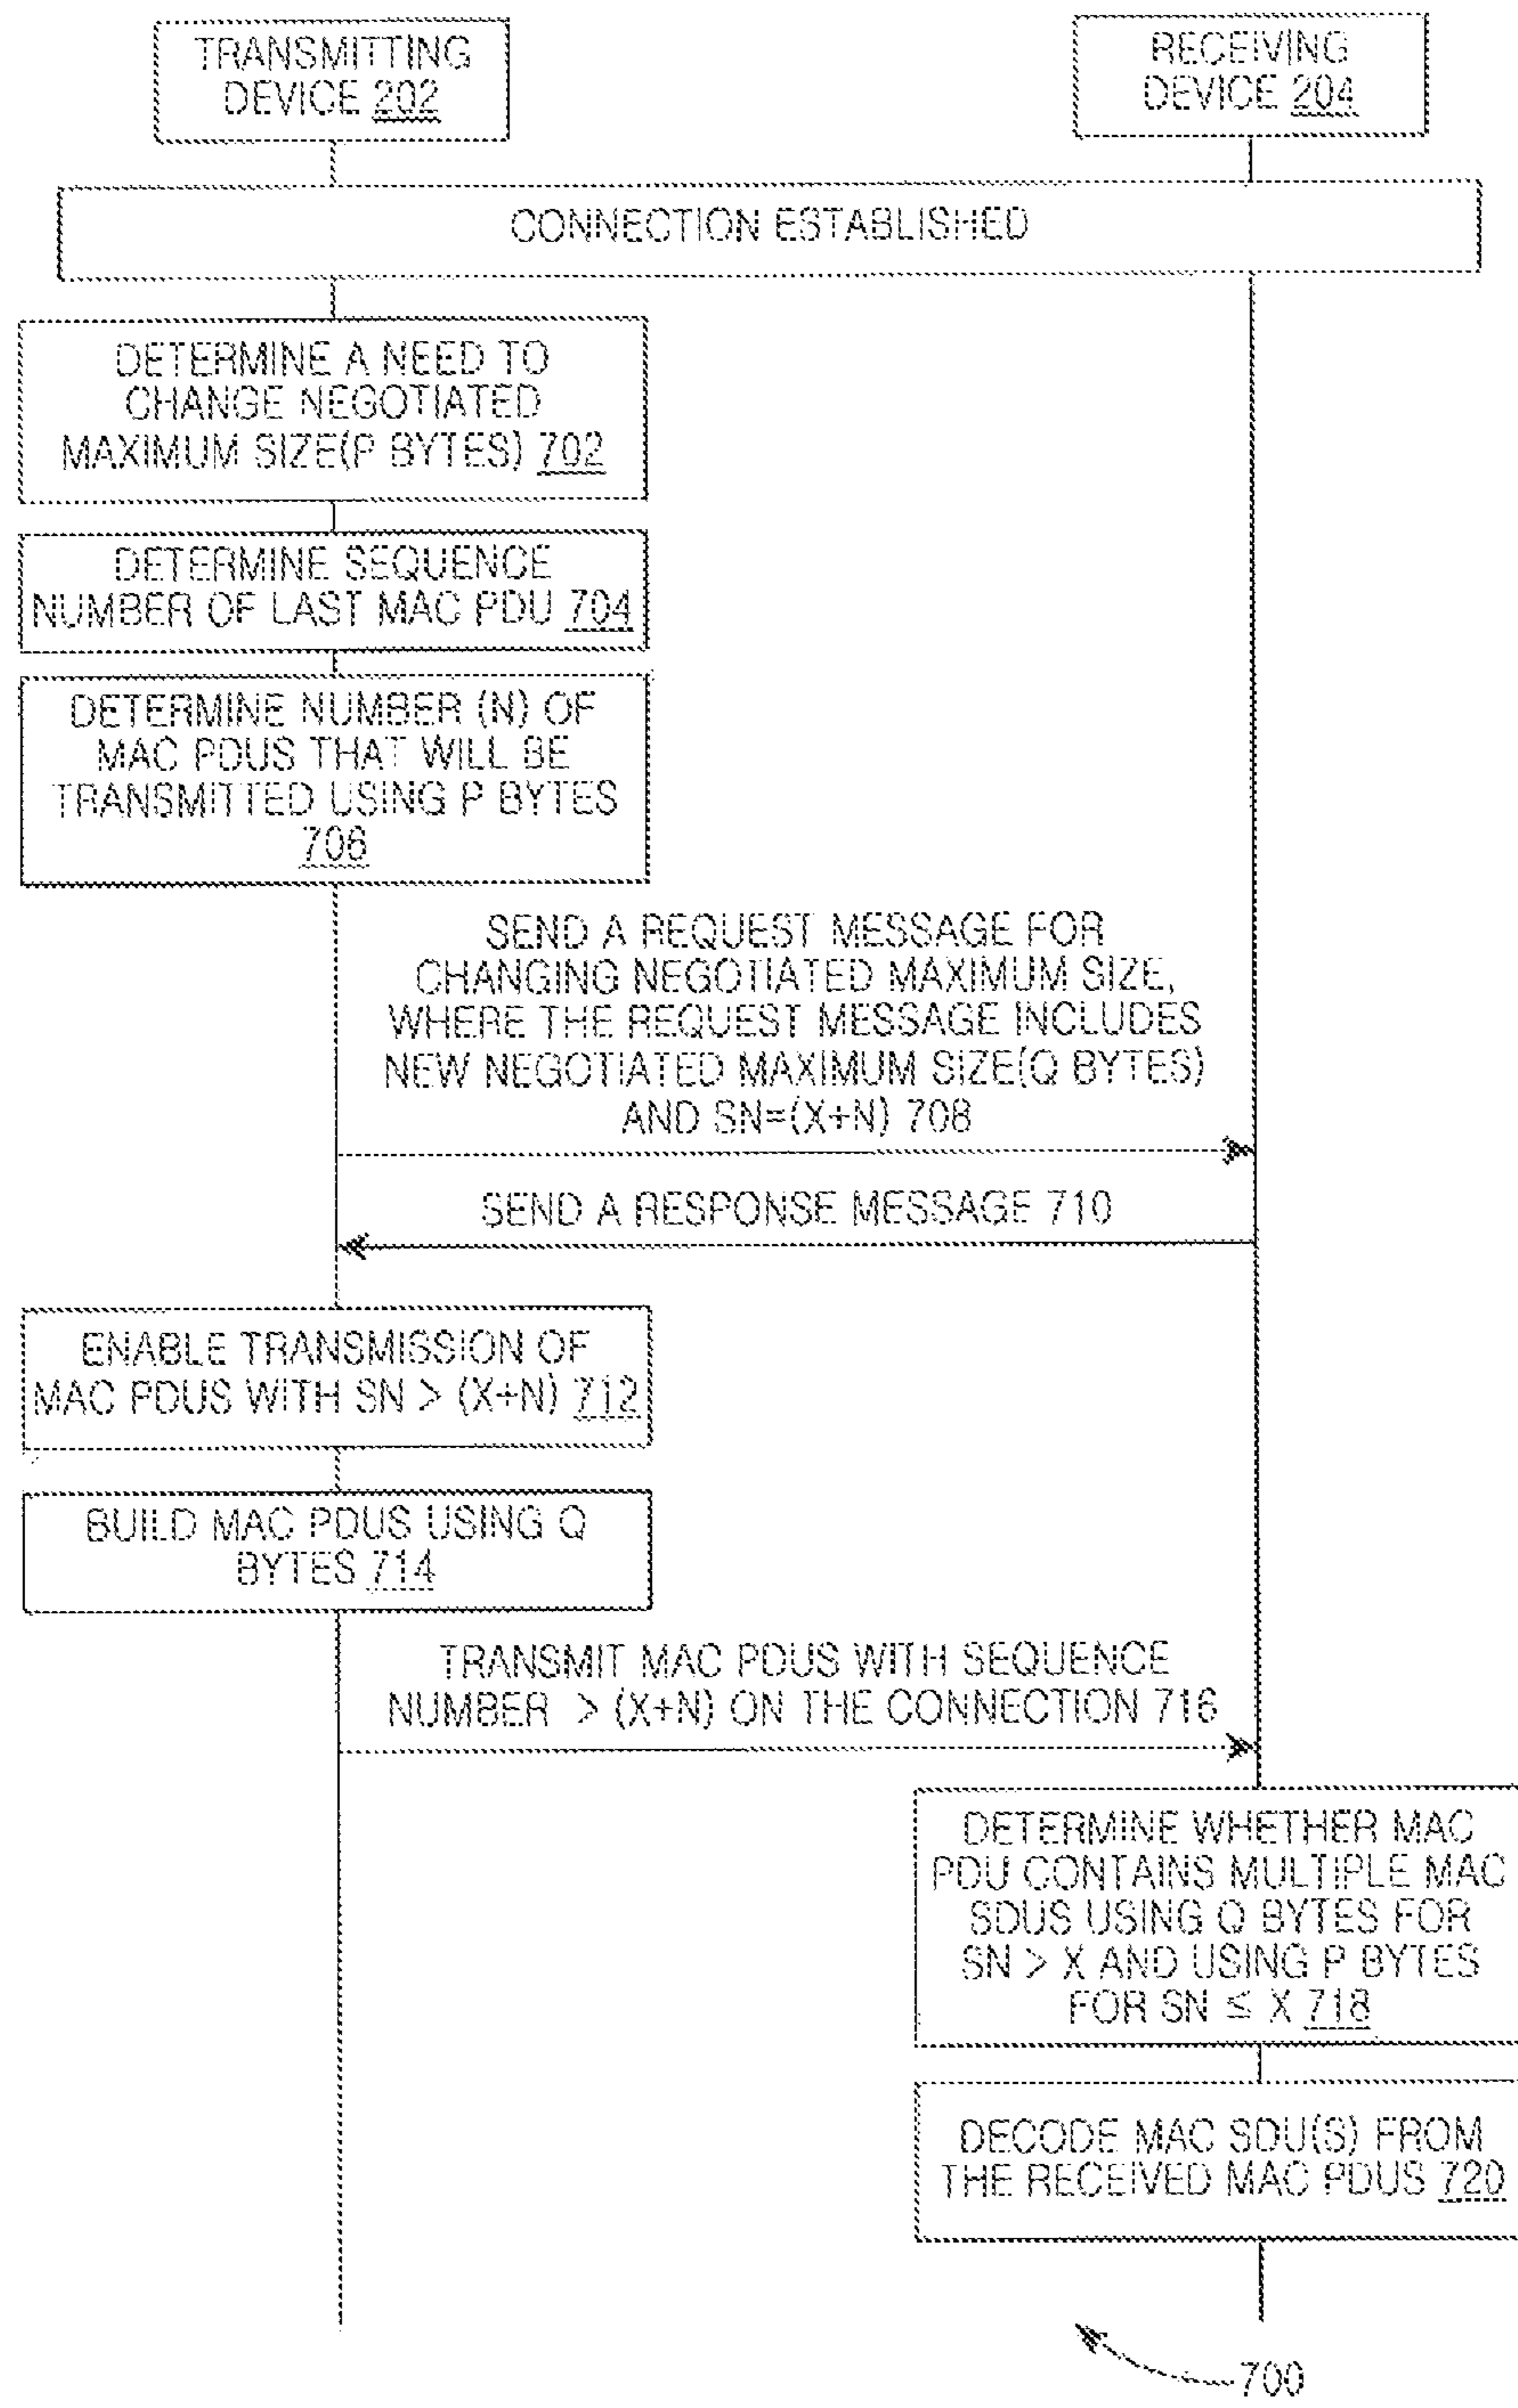 TRANSMITTING
DEVICE 202
RECEIVING
DEVICE 204
CONNECTION ESTABLISHED
DETERMINE A NEED TO
CHANGE NEGOTIATED
MAXIMUM SIZE(P BYTES) 702
DETERMINE SEQUENCE
NUMBER OF LAST MAC PDU 704
DETERMINE NUMBER (N) OF
MAC PDUS THAT WILL BE
TRANSMITTED USING P BYTES
706
SEND A REQUEST MESSAGE FOR
CHANGING NEGOTIATED MAXIMUM SIZE,
WHERE THE REQUEST MESSAGE INCLUDES
NEW NEGOTIATED MAXIMUM SIZE(Q BYTES)
AND SN=(X+N) 708
SEND A RESPONSE MESSAGE 710
ENABLE TRANSMISSION OF
MAC PDUS WITH SN > (X+N) 712
BUILD MAC PDUS USING Q
BYTES 714
TRANSMIT MAC PDUS WITH SEQUENCE
NUMBER > (X+N) ON THE CONNECTION 716
DETERMINE WHETHER MAC
PDU CONTAINS MULTIPLE MAC
SDUS USING Q BYTES FOR
SN > X AND USING P BYTES
FOR SN ≤ X 718
DECODE MAC SDU(S) FROM
THE RECEIVED MAC PDUS 720
700